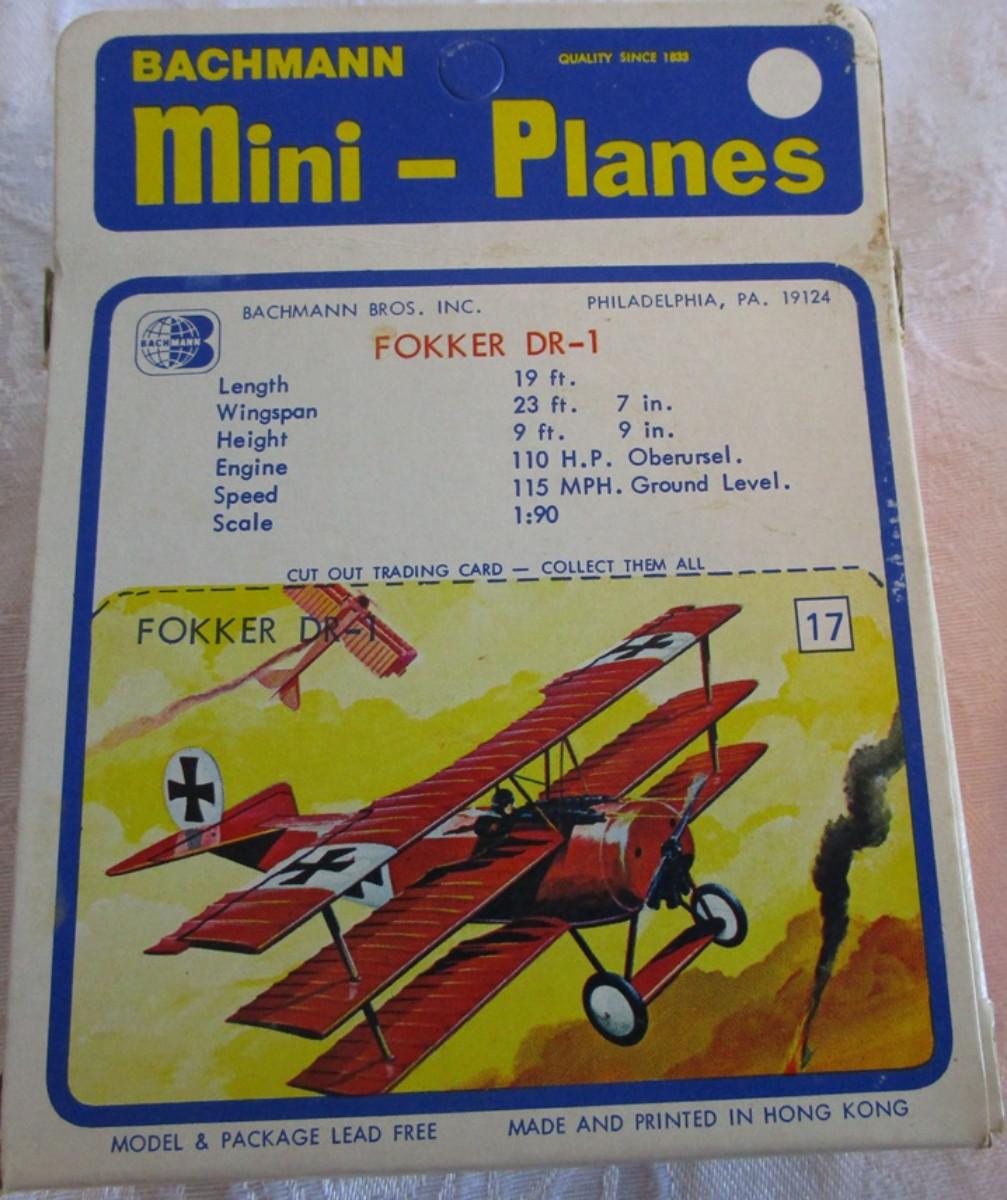 BACHMANN
QUALITY SINCE 1833
Mini - Planes
BACHMANN BROS. INC. PHILADELPHIA, PA. 19124
BACHMANN
FOKKER DR-1
Length 19 ft.
Wingspan 23 ft. 7 in.
Height 9 ft. 9 in.
Engine 110 H.P. Oberursel.
Speed 115 MPH. Ground Level.
Scale 1:90
CUT OUT TRADING CARD — COLLECT THEM ALL
FOKKER DR-1
17
MODEL & PACKAGE LEAD FREE MADE AND PRINTED IN HONG KONG